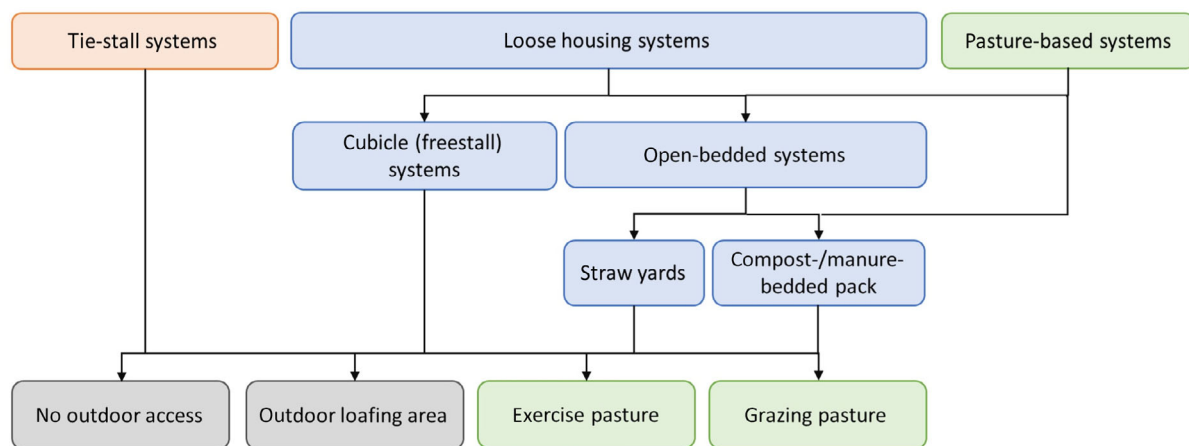 Tie-stall systems
Loose housing systems
Pasture-based systems
Cubicle (freestall)
systems
Open-bedded systems
Straw yards
Compost-/manure-
bedded pack
No outdoor access
Outdoor loafing area
Exercise pasture
Grazing pasture